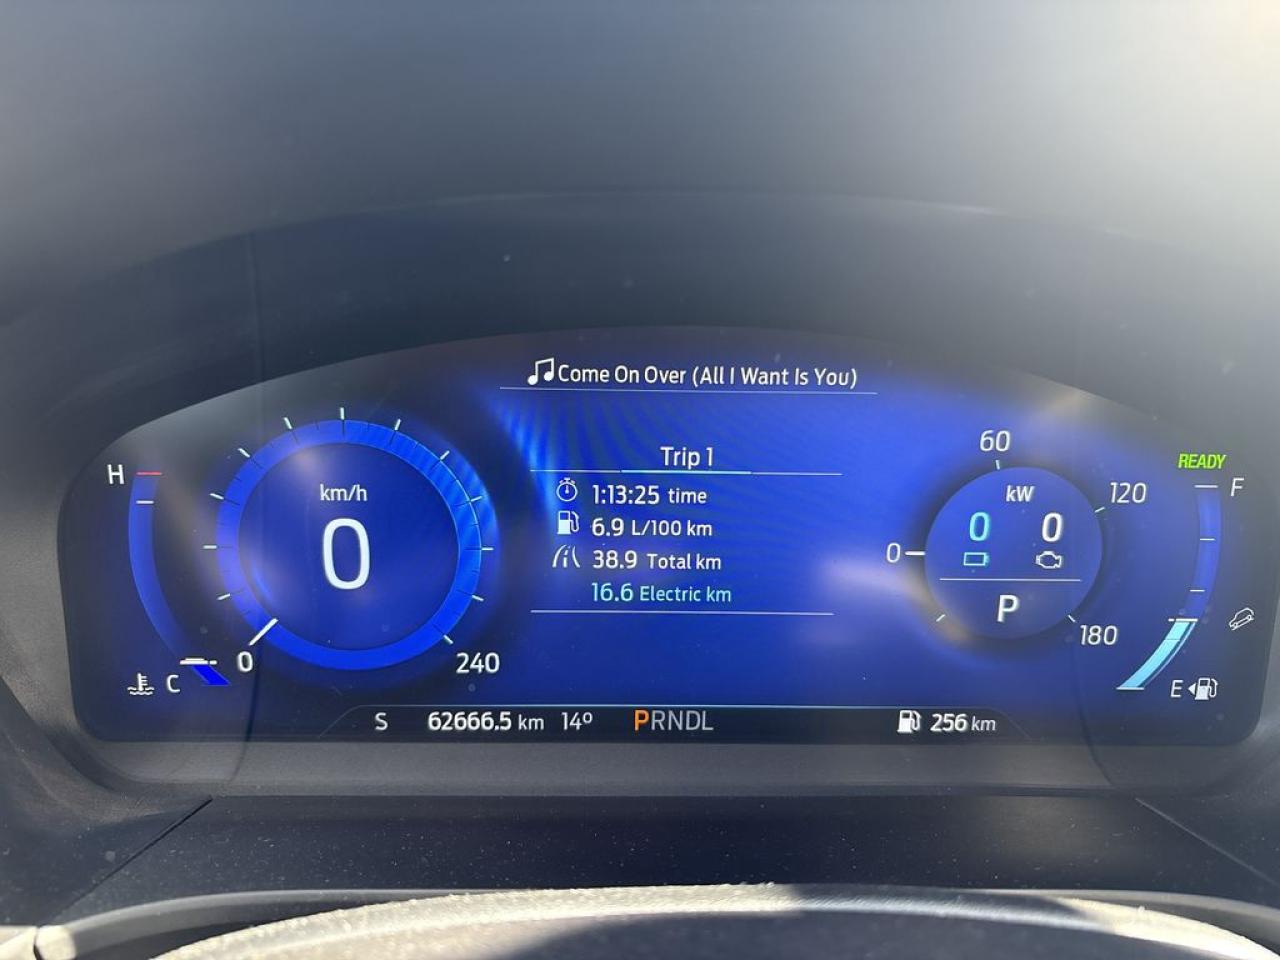 Come On Over (All I Want Is You)
H
km/h
0
0
240
C
Trip 1
1:13:25 time
6.9 L/100 km
38.9 Total km
16.6 Electric km
60
kW
0 0
0
120
P
180
READY
F
E
S 62666.5 km 14º PRNDL 256 km